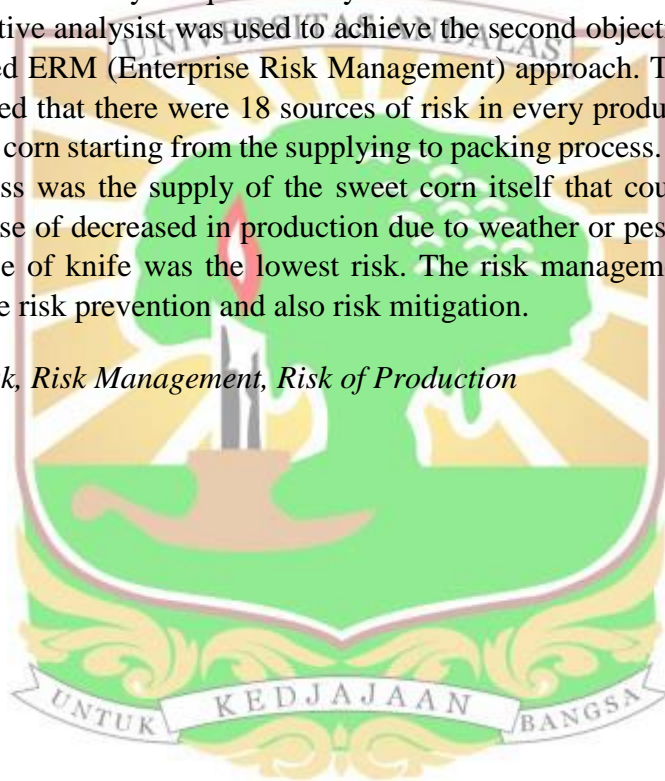 tive analysist was used to achieve the second object
UNIVERSITAS ANDALAS
ed ERM (Enterprise Risk Management) approach. T
ed that there were 18 sources of risk in every produ
corn starting from the supplying to packing process.
ss was the supply of the sweet corn itself that cou
se of decreased in production due to weather or pes
e of knife was the lowest risk. The risk managem
e risk prevention and also risk mitigation.
k, Risk Management, Risk of Production
UNTUK KEDJAJAAN BANGSA